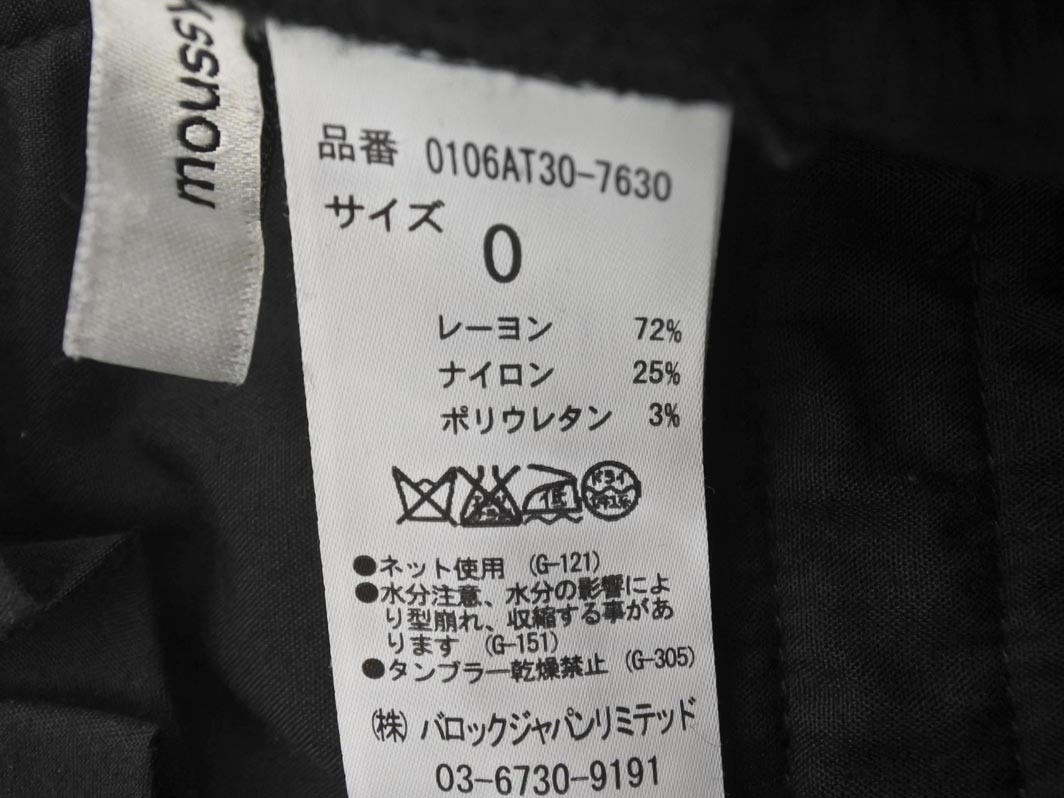 moussy
品番 0106AT30-7630
サイズ
0
レーヨン 72%
ナイロン 25%
ポリウレタン 3%
ドライ
●ネット使用 (G-121)
●水分注意、水分の影響によ
り型崩れ、収縮する事があ
ります (G-151)
●タンブラー乾燥禁止 (G-305)
(株)バロックジャパンリミテッド
03-6730-9191